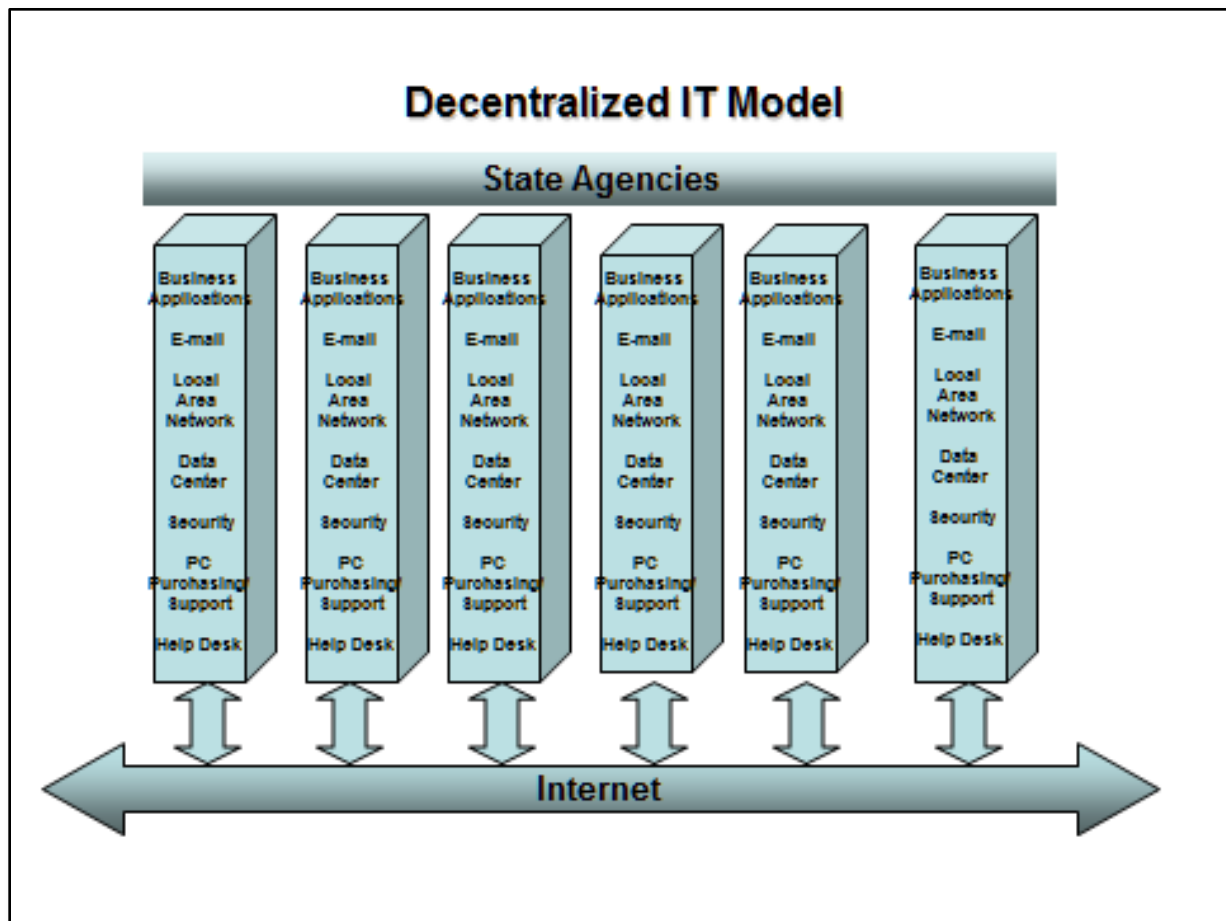 Decentralized IT Model
State Agencies
Business
Applications
E-mail
Local
Area
Network
Data
Center
Security
PC
Purchasing/
Support
Help Desk
Business
Applications
E-mail
Local
Area
Network
Data
Center
Security
PC
Purchasing/
Support
Help Desk
Business
Applications
E-mail
Local
Area
Network
Data
Center
Security
PC
Purchasing/
Support
Help Desk
Business
Applications
E-mail
Local
Area
Network
Data
Center
Security
PC
Purchasing/
Support
Help Desk
Business
Applications
E-mail
Local
Area
Network
Data
Center
Security
PC
Purchasing/
Support
Help Desk
Business
Applications
E-mail
Local
Area
Network
Data
Center
Security
PC
Purchasing/
Support
Help Desk
Internet